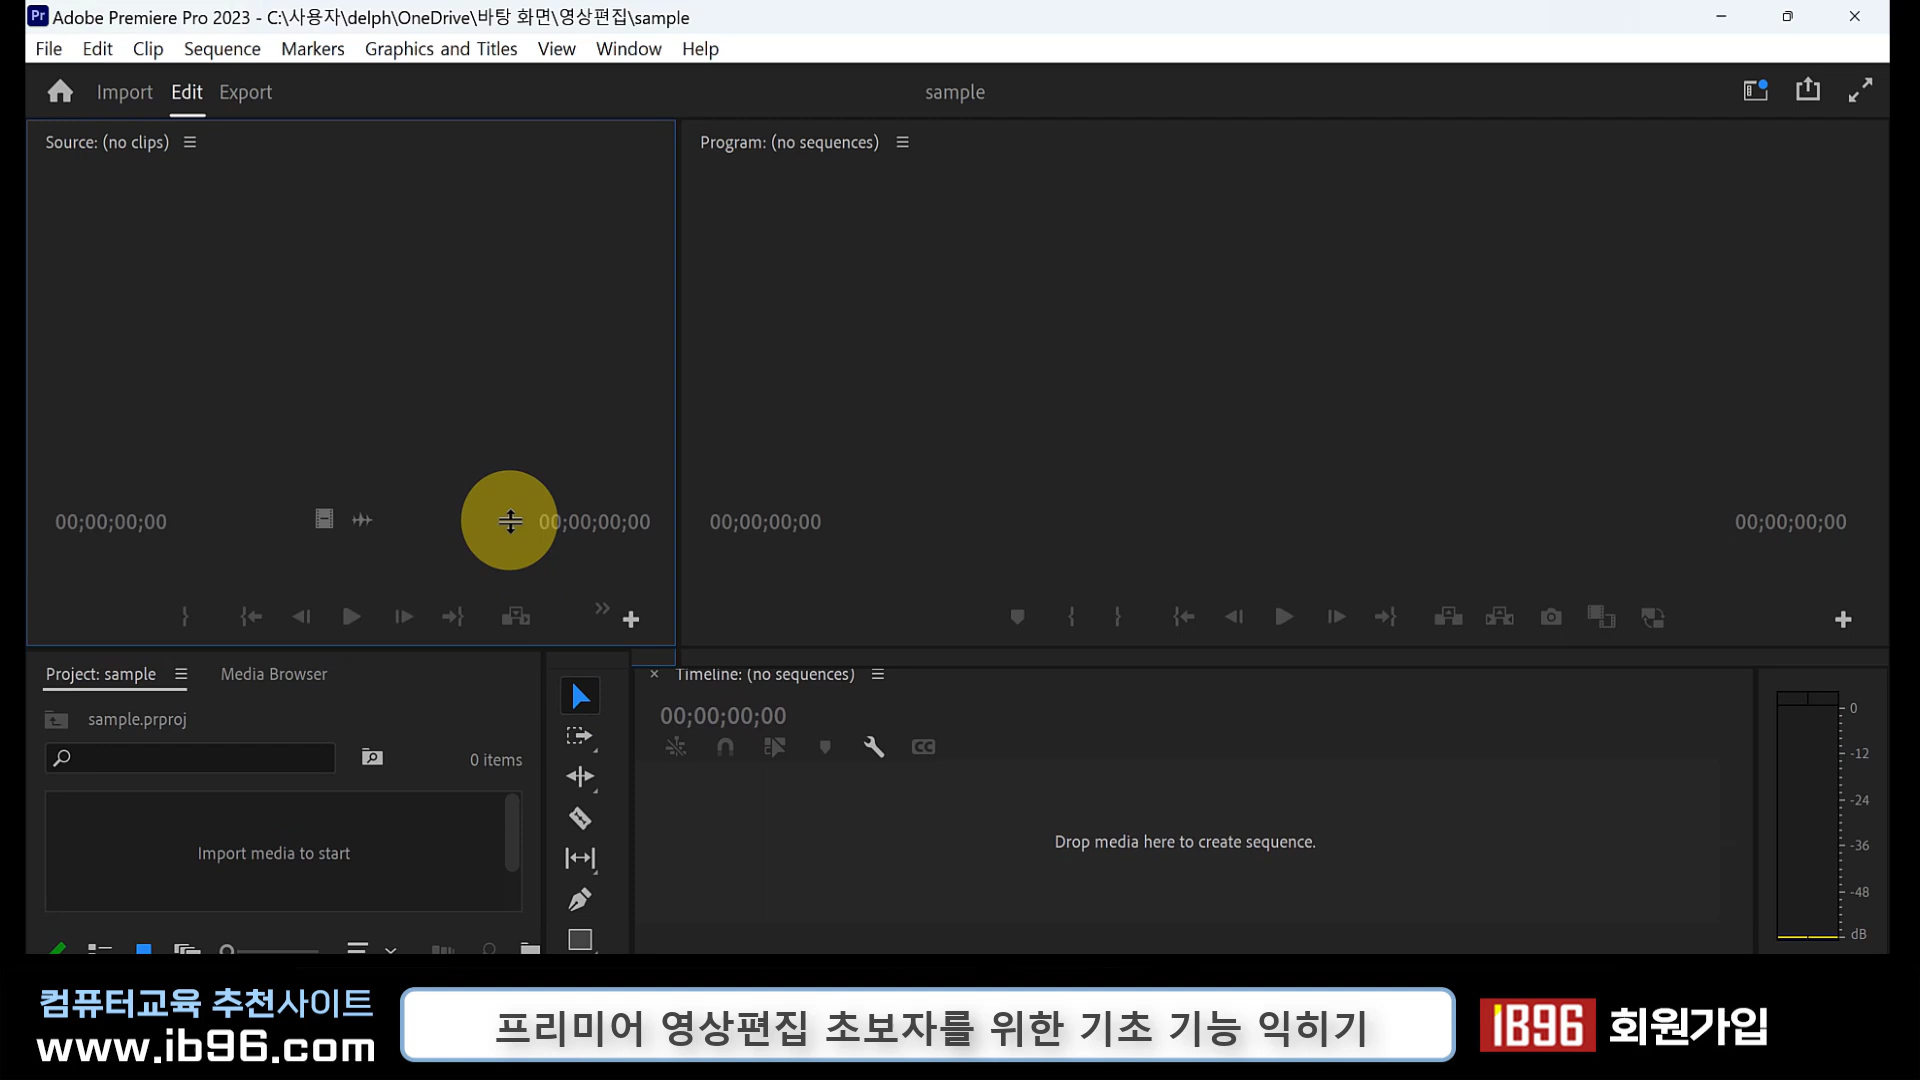 Pr Adobe Premiere Pro 2023 - C:\사용자\delph\OneDrive\바탕 화면\영상편집\sample
File Edit Clip Sequence Markers Graphics and Titles View Window Help
Import Edit Export sample
Source: (no clips)
Program: (no sequences)
00;00;00;00
00;00;00;00
00;00;00;00
00;00;00;00
Project: sample
Media Browser
sample.prproj
0 items
Import media to start
Timeline: (no sequences)
00;00;00;00
CC
Drop media here to create sequence.
0
-12
-24
-36
-48
dB
컴퓨터교육 추천사이트
www.ib96.com
프리미어 영상편집 초보자를 위한 기초 기능 익히기
IB96 회원가입